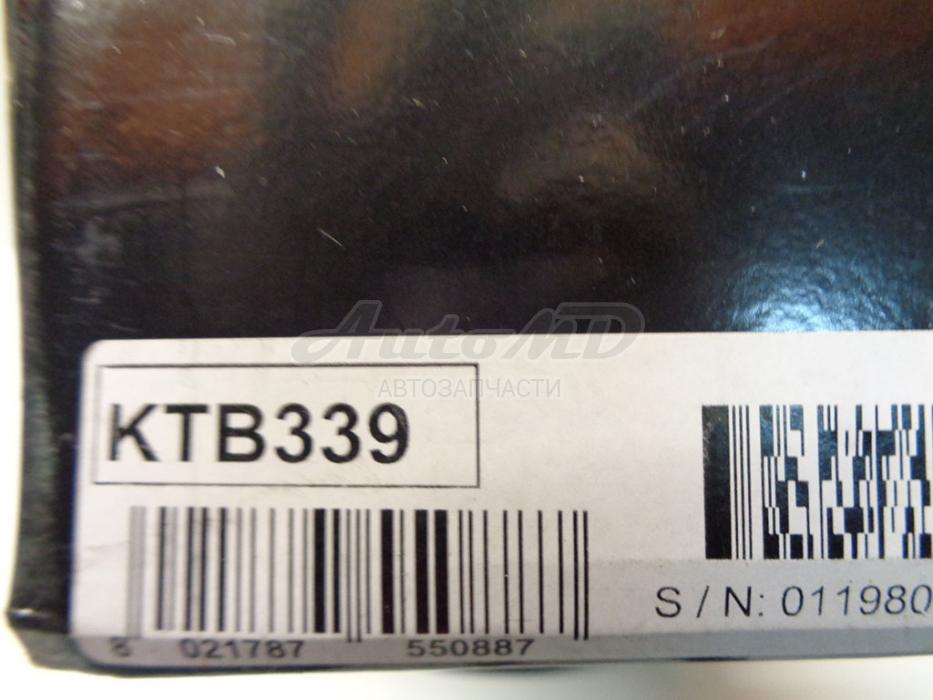 AutoMD
АВТОЗАПЧАСТИ
KTB339
S / N: 011980
8 021787 550887